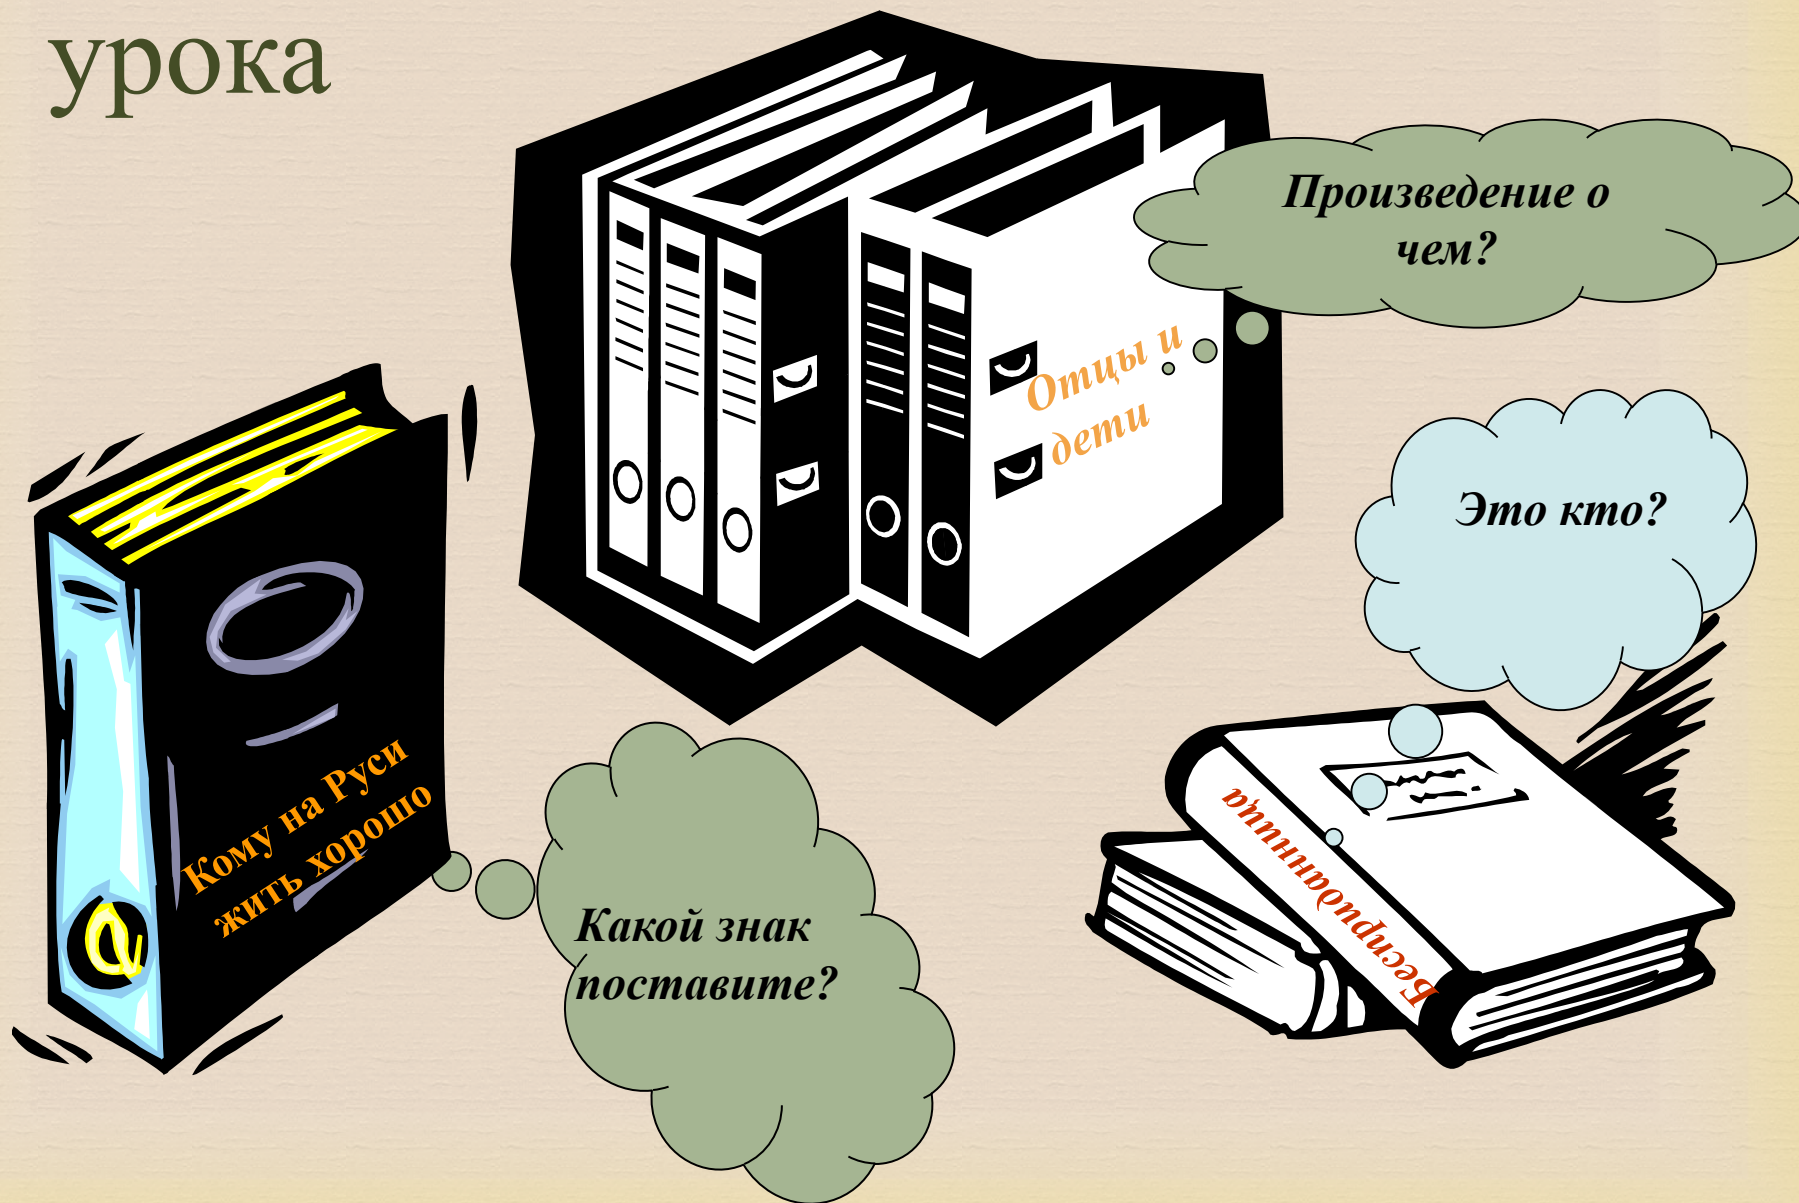 урока
Произведение о
чем?
Отцы и
дети
Это кто?
Кому на Руси
жить хорошо
Какой знак
поставите?
Бесприданница